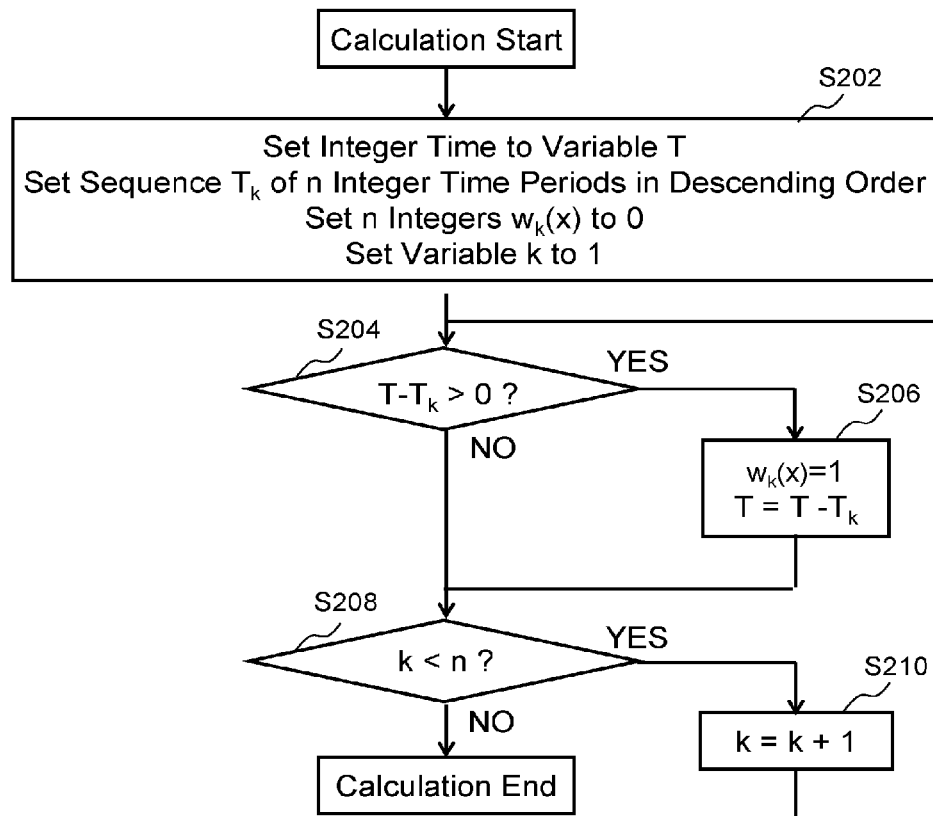 Calculation Start
S202
Set Integer Time to Variable T
Set Sequence Tk of n Integer Time Periods in Descending Order
Set n Integers wk(x) to 0
Set Variable k to 1
S204
YES
T-Tk > 0 ?
NO
S206
wk(x)=1
T = T -Tk
S208
YES
k < n ?
NO
S210
k = k + 1
Calculation End